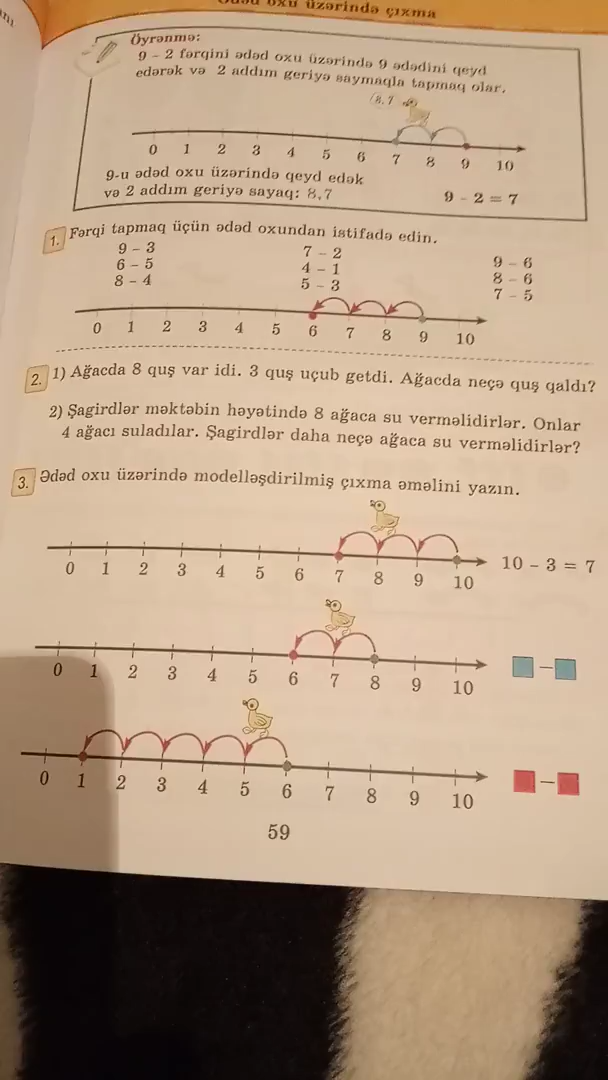 oxu üzərində çıxma
Öyrənmə:
9 – 2 fərqini ədəd oxu üzərində 9 ədədini qeyd
edərək və 2 addım geriyə saymaqla tapmaq olar.
8, 7
0 1 2 3 4 5 6 7 8 9 10
9-u ədəd oxu üzərində qeyd edək
və 2 addım geriyə sayaq: 8,7
9 – 2 = 7
1. Fərqi tapmaq üçün ədəd oxundan istifadə edin.
9 – 3 7 – 2 9 – 6
6 – 5 4 – 1 8 – 6
8 – 4 5 – 3 7 – 5
0 1 2 3 4 5 6 7 8 9 10
2. 1) Ağacda 8 quş var idi. 3 quş uçub getdi. Ağacda neçə quş qaldı?
2) Şagirdlər məktəbin həyətində 8 ağaca su verməlidirlər. Onlar
4 ağacı suladılar. Şagirdlər daha neçə ağaca su verməlidirlər?
3. Ədəd oxu üzərində modelləşdirilmiş çıxma əməlini yazın.
0 1 2 3 4 5 6 7 8 9 10
10 – 3 = 7
0 1 2 3 4 5 6 7 8 9 10
–
0 1 2 3 4 5 6 7 8 9 10
–
59